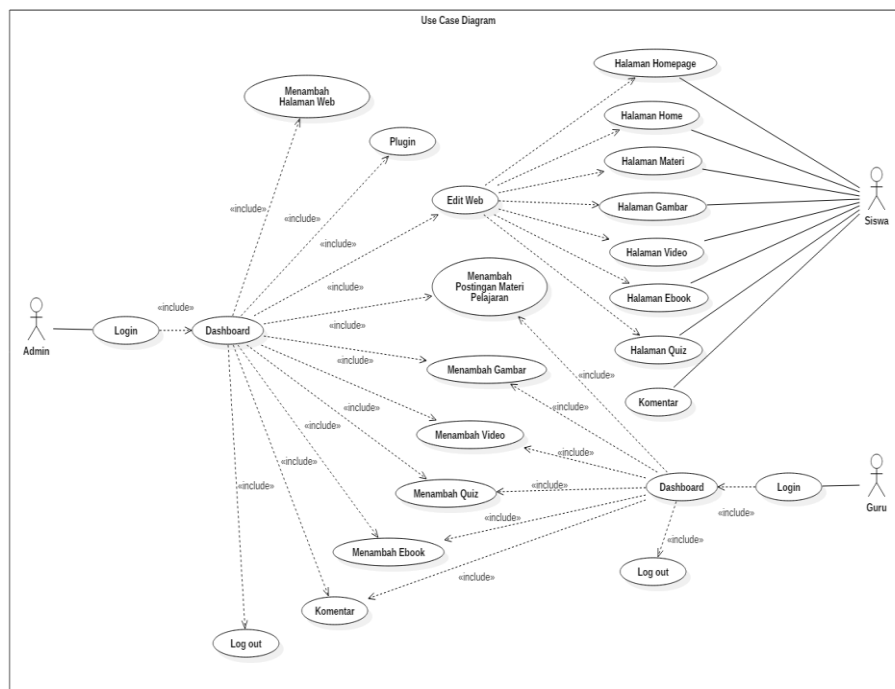 Use Case Diagram
Halaman Homepage
Menambah
Halaman Web
Halaman Home
Plugin
Halaman Materi
Edit Web
Halaman Gambar
«include»
«include»
Siswa
«include»
Halaman Video
«include»
Menambah
Postingan Materi
Pelajaran
Halaman Ebook
«include»
Admin
Login
Dashboard
«include»
Halaman Quiz
«include»
Menambah Gambar
«include»
Komentar
«include»
«include»
«include»
Menambah Video
«include»
«include»
«include»
«include»
Menambah Quiz
«include»
Dashboard
Login
Guru
«include»
«include»
«include»
Menambah Ebook
Log out
«include»
Komentar
Log out